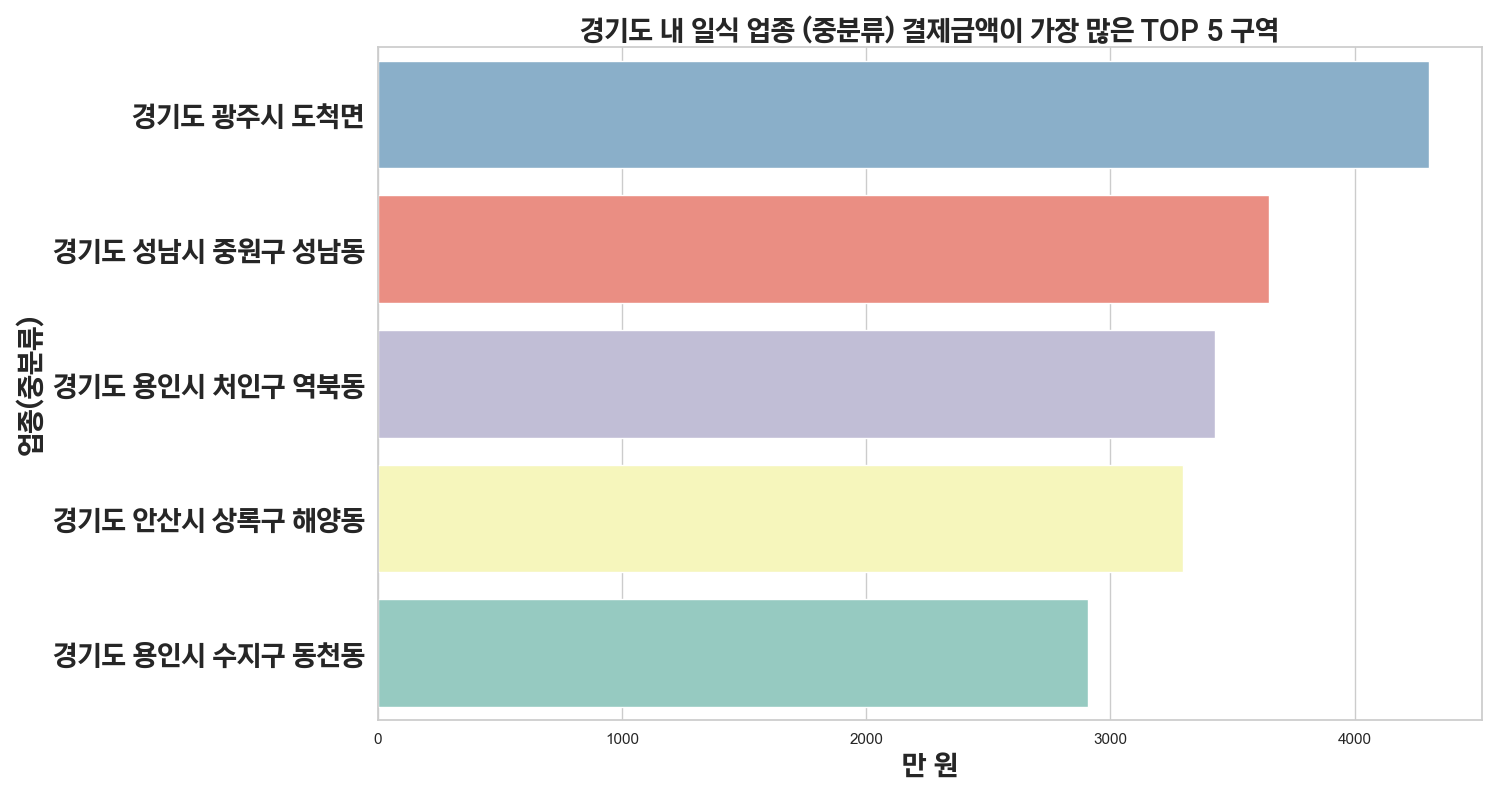 경기도 내 일식 업종 (중분류) 결제금액이 가장 많은 TOP 5 구역
경기도 광주시 도척면
경기도 성남시 중원구 성남동
경기도 용인시 처인구 역북동
경기도 안산시 상록구 해양동
경기도 용인시 수지구 동천동
업종(중분류)
0 1000 2000 3000 4000
만 원